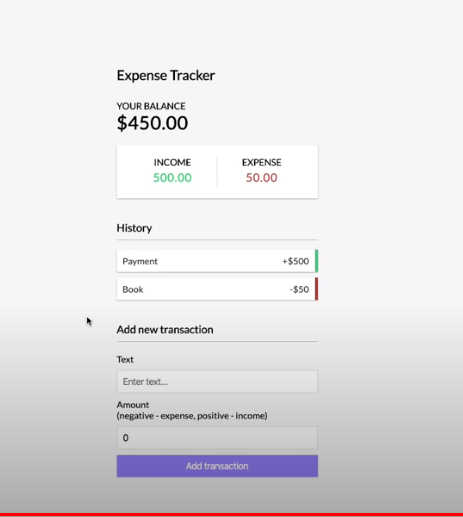 Expense Tracker
YOUR BALANCE
$450.00
INCOME EXPENSE
500.00 50.00
History
Payment +$500
Book -$50
Add new transaction
Text
Enter text...
Amount
(negative - expense, positive - income)
0
Add transaction